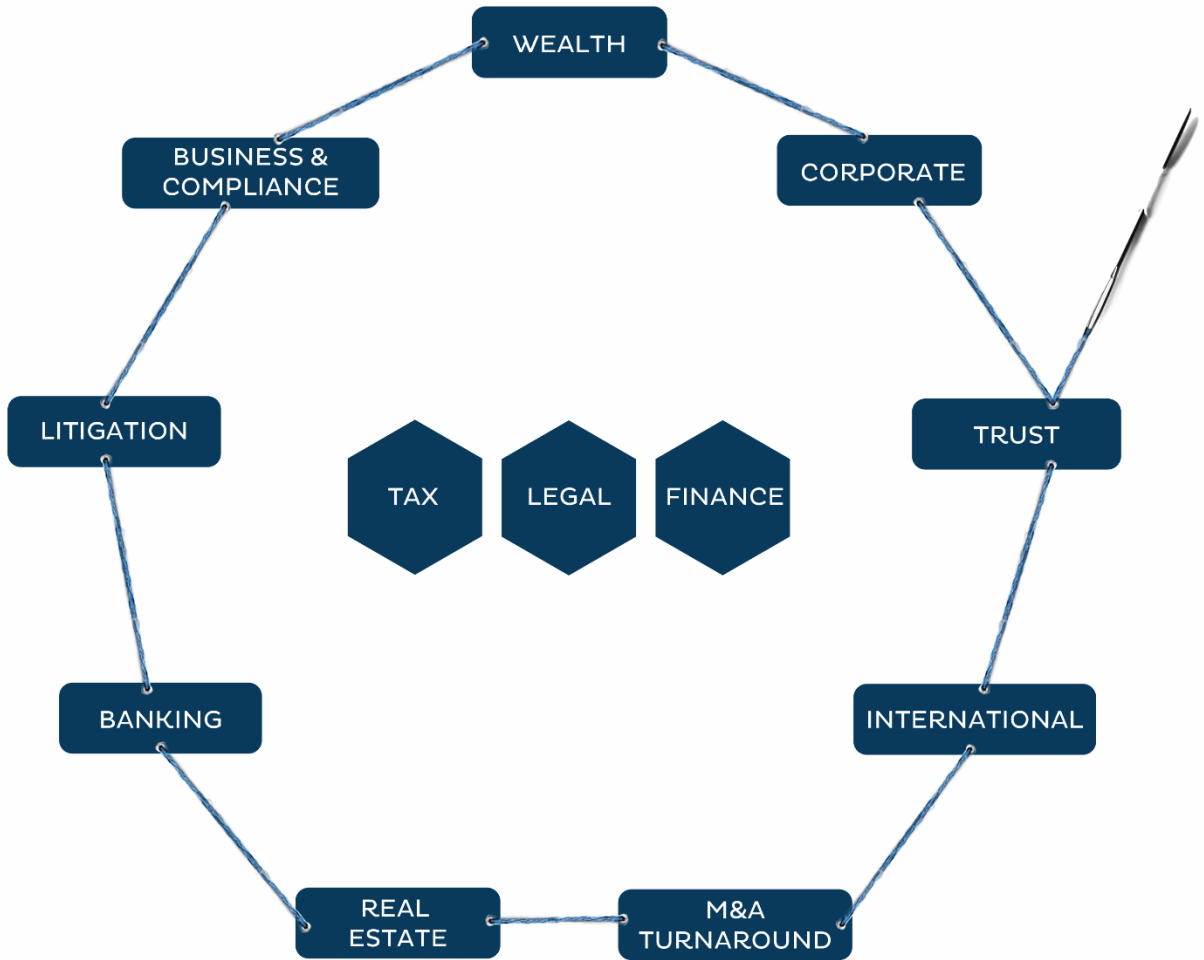 WEALTH
BUSINESS &
COMPLIANCE
CORPORATE
LITIGATION
TRUST
TAX
LEGAL
FINANCE
BANKING
INTERNATIONAL
REAL
ESTATE
M&A
TURNAROUND